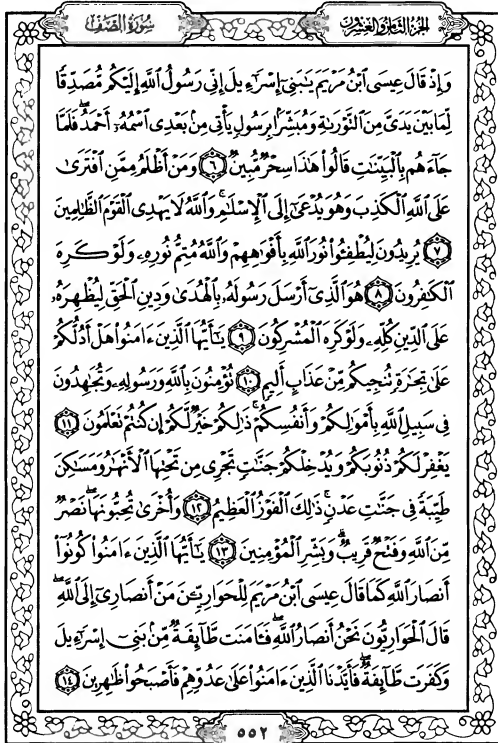 الجزء الثامن والعشرون
سورة الصف
وَإِذْ قَالَ عِيسَى ٱبْنُ مَرْيَمَ يَٰبَنِىٓ إِسْرَٰٓءِيلَ إِنِّى رَسُولُ ٱللَّهِ إِلَيْكُم مُّصَدِّقًا
لِّمَا بَيْنَ يَدَىَّ مِنَ ٱلتَّوْرَىٰةِ وَمُبَشِّرًۢا بِرَسُولٍ يَأْتِى مِنۢ بَعْدِى ٱسْمُهُۥٓ أَحْمَدُ ۖ فَلَمَّا
جَآءَهُم بِٱلْبَيِّنَٰتِ قَالُوا۟ هَٰذَا سِحْرٌ مُّبِينٌ ٦ وَمَنْ أَظْلَمُ مِمَّنِ ٱفْتَرَىٰ
عَلَى ٱللَّهِ ٱلْكَذِبَ وَهُوَ يُدْعَىٰٓ إِلَى ٱلْإِسْلَٰمِ ۚ وَٱللَّهُ لَا يَهْدِى ٱلْقَوْمَ ٱلظَّٰلِمِينَ
٧ يُرِيدُونَ لِيُطْفِـُٔوا۟ نُورَ ٱللَّهِ بِأَفْوَٰهِهِمْ وَٱللَّهُ مُتِمُّ نُورِهِۦ وَلَوْ كَرِهَ
ٱلْكَٰفِرُونَ ٨ هُوَ ٱلَّذِىٓ أَرْسَلَ رَسُولَهُۥ بِٱلْهُدَىٰ وَدِينِ ٱلْحَقِّ لِيُظْهِرَهُۥ
عَلَى ٱلدِّينِ كُلِّهِۦ وَلَوْ كَرِهَ ٱلْمُشْرِكُونَ ٩ يَٰٓأَيُّهَا ٱلَّذِينَ ءَامَنُوا۟ هَلْ أَدُلُّكُمْ
عَلَىٰ تِجَٰرَةٍ تُنجِيكُم مِّنْ عَذَابٍ أَلِيمٍ ١٠ تُؤْمِنُونَ بِٱللَّهِ وَرَسُولِهِۦ وَتُجَٰهِدُونَ
فِى سَبِيلِ ٱللَّهِ بِأَمْوَٰلِكُمْ وَأَنفُسِكُمْ ۚ ذَٰلِكُمْ خَيْرٌ لَّكُمْ إِن كُنتُمْ تَعْلَمُونَ ١١
يَغْفِرْ لَكُمْ ذُنُوبَكُمْ وَيُدْخِلْكُمْ جَنَّٰتٍ تَجْرِى مِن تَحْتِهَا ٱلْأَنْهَٰرُ وَمَسَٰكِنَ
طَيِّبَةً فِى جَنَّٰتِ عَدْنٍ ۚ ذَٰلِكَ ٱلْفَوْزُ ٱلْعَظِيمُ ١٢ وَأُخْرَىٰ تُحِبُّونَهَا ۖ نَصْرٌ
مِّنَ ٱللَّهِ وَفَتْحٌ قَرِيبٌ ۗ وَبَشِّرِ ٱلْمُؤْمِنِينَ ١٣ يَٰٓأَيُّهَا ٱلَّذِينَ ءَامَنُوا۟ كُونُوٓا۟
أَنصَارَ ٱللَّهِ كَمَا قَالَ عِيسَى ٱبْنُ مَرْيَمَ لِلْحَوَارِيِّـۧنَ مَنْ أَنصَارِىٓ إِلَى ٱللَّهِ ۖ
قَالَ ٱلْحَوَارِيُّونَ نَحْنُ أَنصَارُ ٱللَّهِ ۖ فَـَٔامَنَت طَّآئِفَةٌ مِّنۢ بَنِىٓ إِسْرَٰٓءِيلَ
وَكَفَرَت طَّآئِفَةٌ ۖ فَأَيَّدْنَا ٱلَّذِينَ ءَامَنُوا۟ عَلَىٰ عَدُوِّهِمْ فَأَصْبَحُوا۟ ظَٰهِرِينَ ١٤
٥٥٢